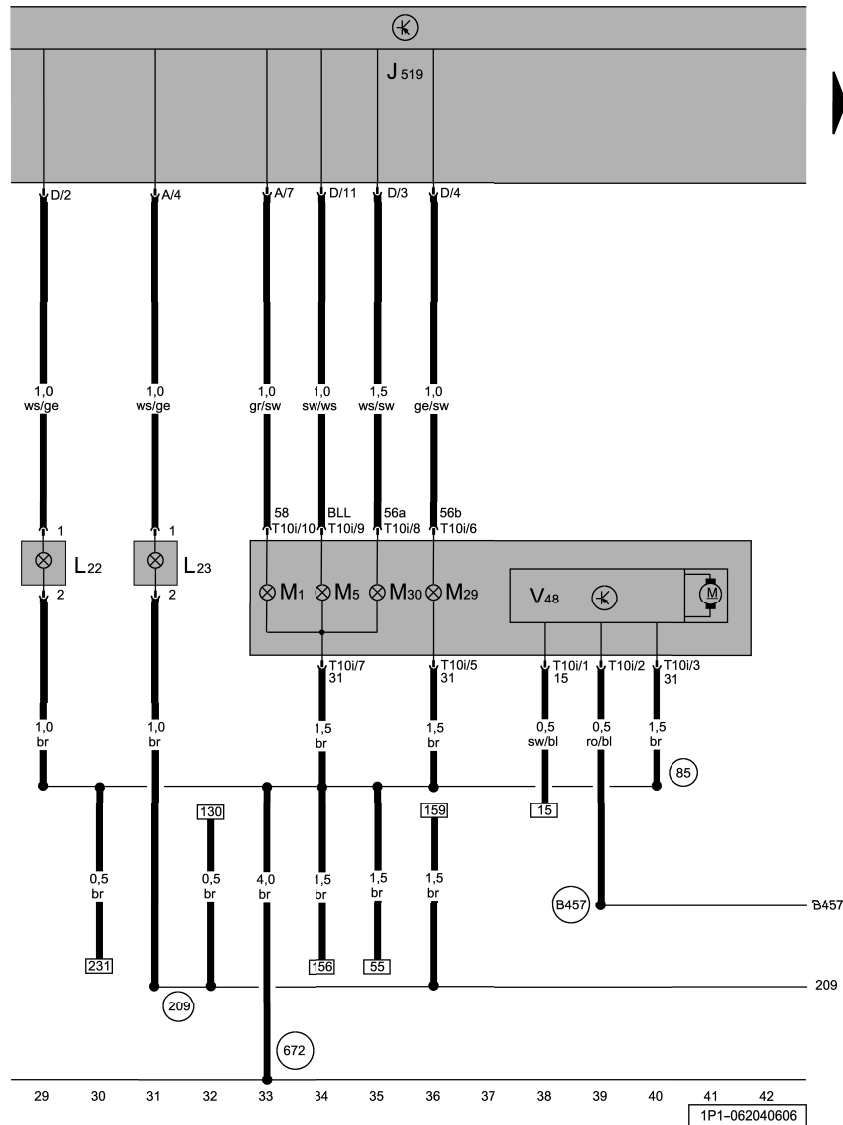 J 519
D/2 A/4 A/7 D/11 D/3 D/4
1,0 1,0 1,0 1,0 1,5 1,0
ws/ge ws/ge gr/sw sw/ws ws/sw ge/sw
58 BLL 56a 56b
1 1 T10i/10 T10i/9 T10i/8 T10i/6
L22 L23
M1 M5 M30 M29 V48 M
2 2
T10i/7 T10i/5 T10i/1 T10i/2 T10i/3
31 31 15 31
1,0 1,0 1,5 1,5 0,5 0,5 1,5
br br br br sw/bl ro/bl br
85
130 159 15
0,5 0,5 4,0 1,5 1,5 1,5
br br br br br br
B457 B457
231 156 55
209 209
672
29 30 31 32 33 34 35 36 37 38 39 40 41 42
1P1-062040606